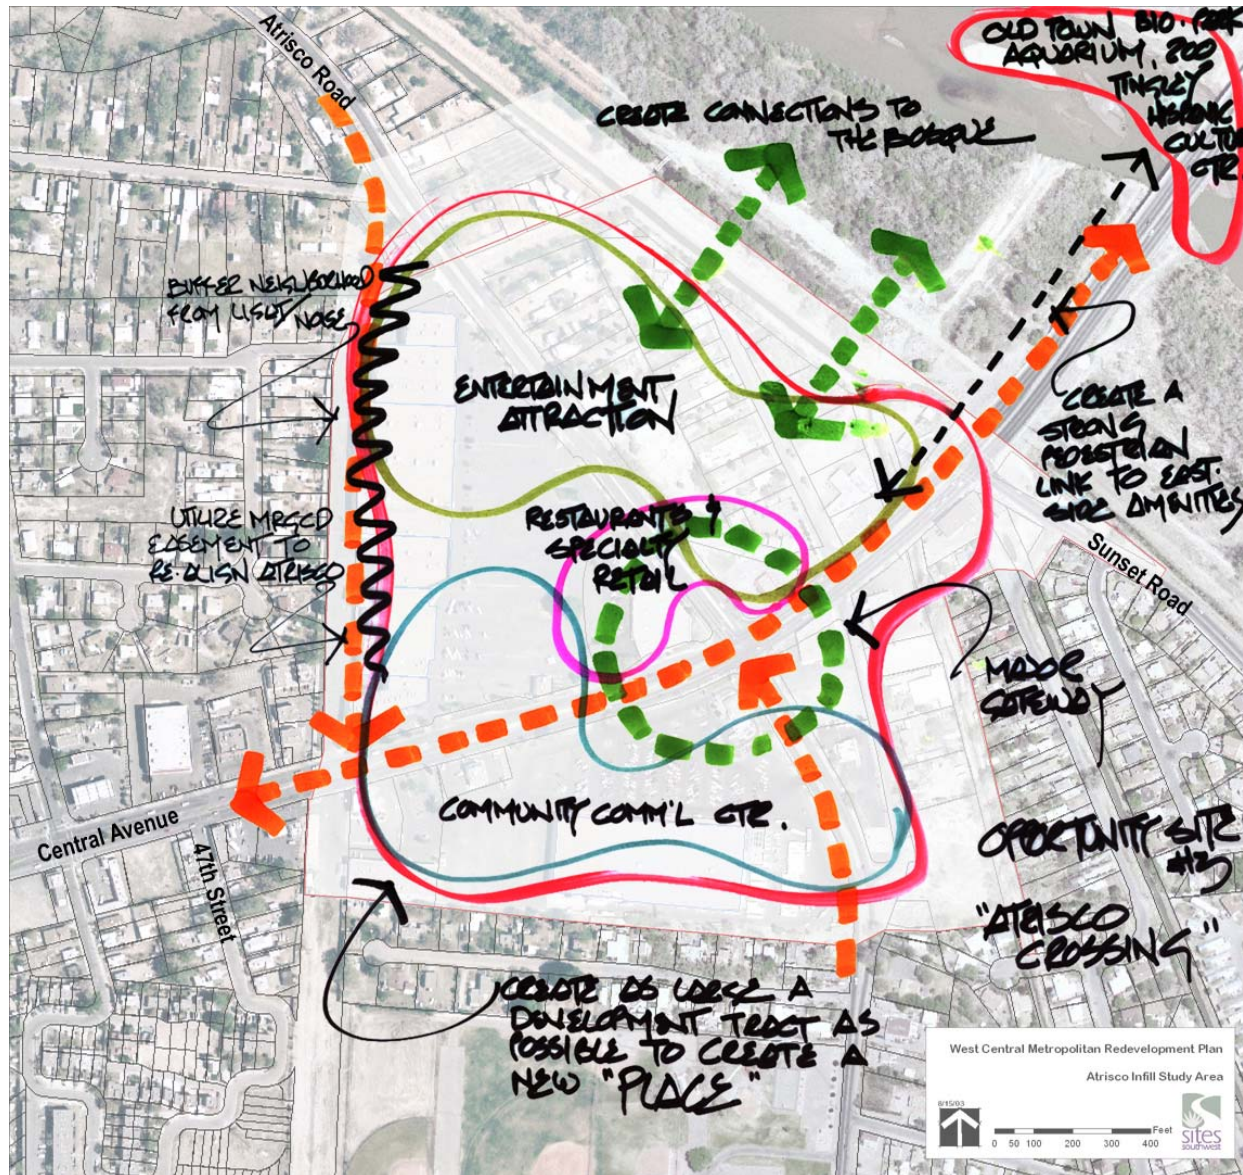 Atrisco Road
OLD TOWN BIO-PARK
AQUARIUM, ZOO
TINGLEY
HISPANIC
CULTU
CTR.
CREATE CONNECTIONS TO
THE BOSQUE
BUFFER NEIGHBORHOOD
FROM LIGHT/
NOISE
ENTERTAINMENT
ATTRACTION
CREATE A
STRONG
PEDESTRIAN
LINK TO EAST.
SIDE AMENITIES
UTILIZE MRGCD
EASEMENT TO
RE-ALIGN ATRISCO
RESTAURANTS &
SPECIALTY
RETAIL
Sunset Road
MAJOR
GATEWAY
Central Avenue
47th Street
COMMUNITY COMM'L CTR.
OPPORTUNITY SITE
#3
"ATRISCO
CROSSING"
CREATE AS LARGE A
DEVELOPMENT TRACT AS
POSSIBLE TO CREATE A
NEW "PLACE"
West Central Metropolitan Redevelopment Plan
Atrisco Infill Study Area
8/15/03
0 50 100 200 300 400 Feet
sites
southwest